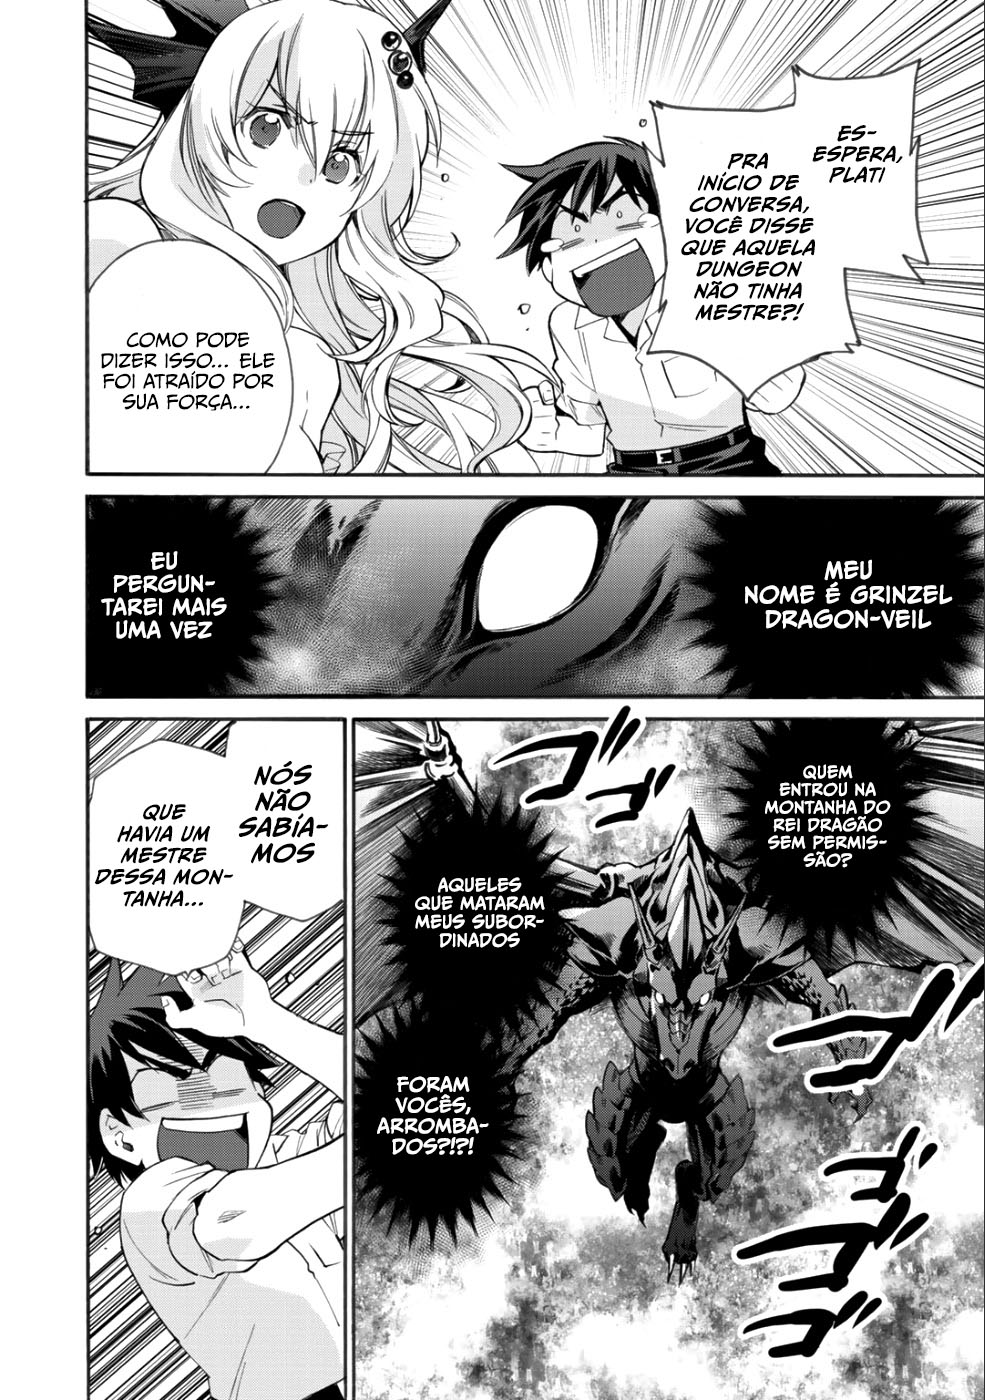 ES-
ESPERA,
PLATI
PRA
INÍCIO DE
CONVERSA,
VOCÊ DISSE
QUE AQUELA
DUNGEON
NÃO TINHA
MESTRE?!
COMO PODE
DIZER ISSO... ELE
FOI ATRAÍDO POR
SUA FORÇA...
MEU
NOME É GRINZEL
DRAGON-VEIL
EU
PERGUN-
TAREI MAIS
UMA VEZ
QUEM
ENTROU NA
MONTANHA DO
REI DRAGÃO
SEM PERMIS-
SÃO?
AQUELES
QUE MATARAM
MEUS SUBOR-
DINADOS
FORAM
VOCÊS,
ARROMBA-
DOS?!?!
ゴゴゴゴ
NÓS
NÃO
SABÍA-
MOS
QUE
HAVIA UM
MESTRE
DESSA MON-
TANHA...